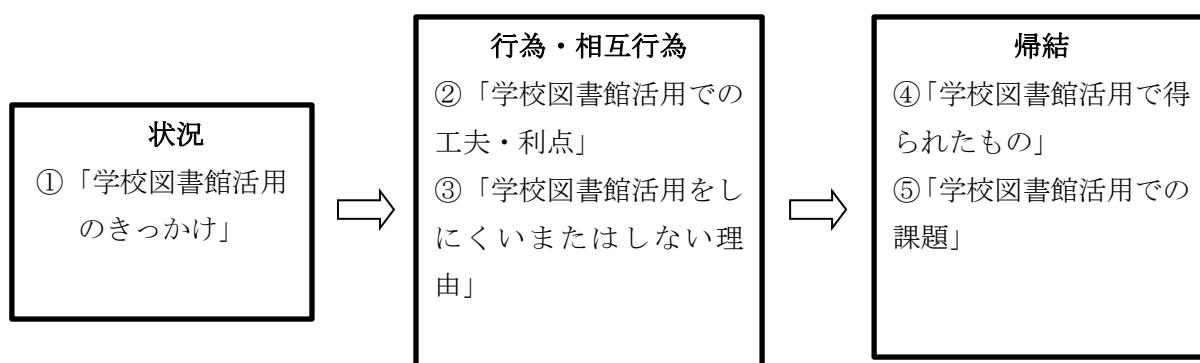 状況
①「学校図書館活用
のきっかけ」
行為・相互行為
②「学校図書館活用での
工夫・利点」
③「学校図書館活用をし
にくいまたはしない理
由」
帰結
④「学校図書館活用で得
られたもの」
⑤「学校図書館活用での
課題」